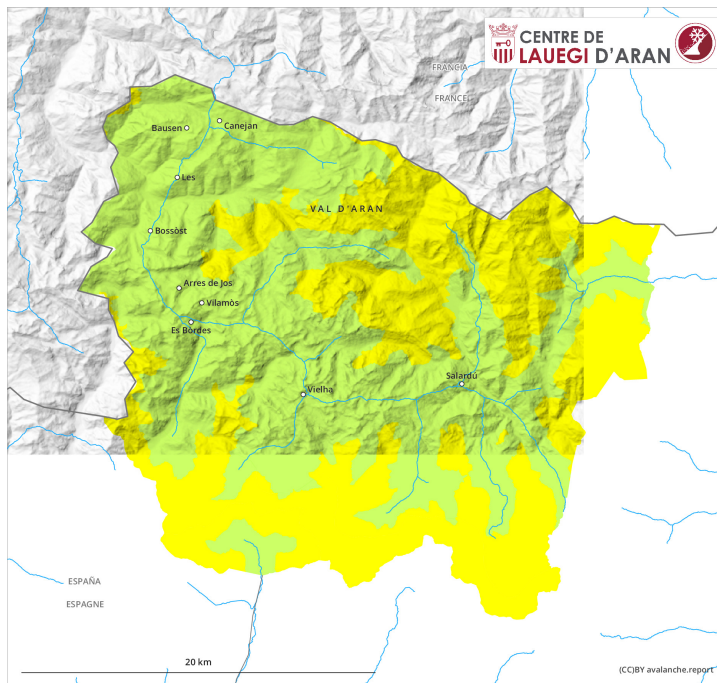 CENTRE DE
LAUEGI D'ARAN
FRANCIA
FRANCE
Bausen
Canejan
Les
VAL D'ARAN
Bossòst
Arres de Jos
Vilamòs
Es Bòrdes
Salardú
Vielha
ESPAÑA
ESPAGNE
20 km
(CC)BY avalanche.report